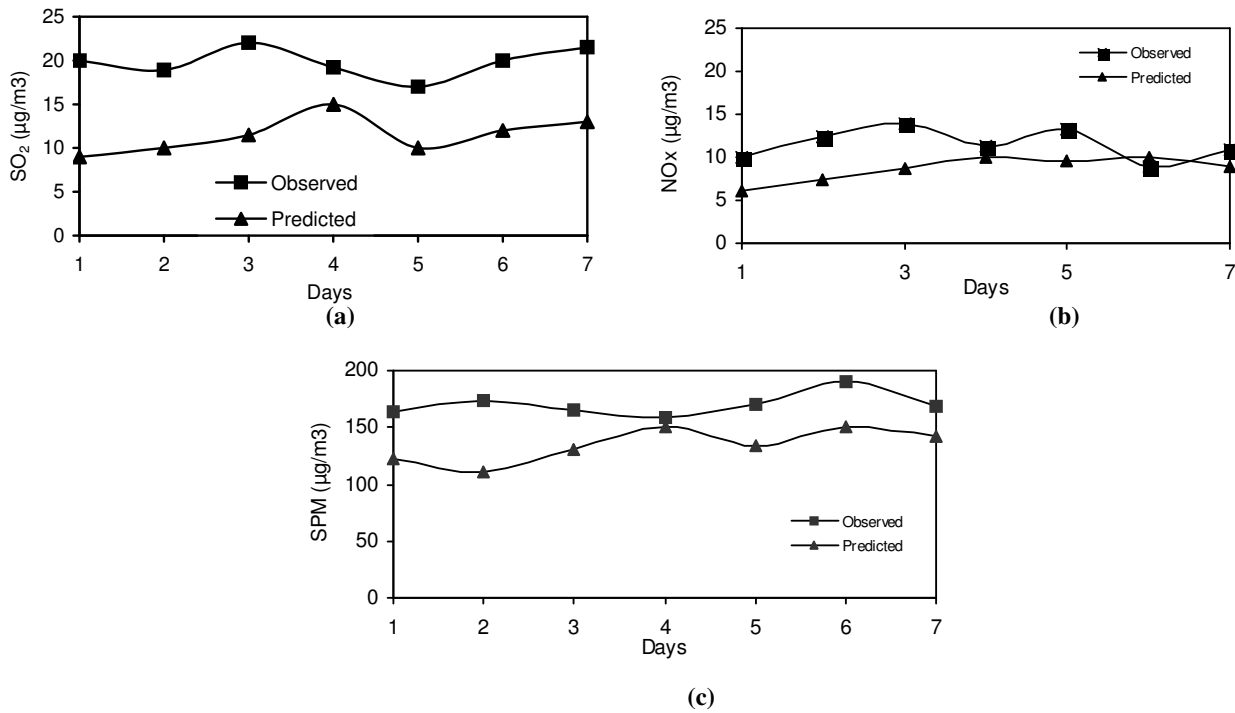 25
20
15
10
5
0
SO₂ (µg/m3)
Observed
Predicted
1 2 3 4 5 6 7
Days
(a)
25
20
15
10
5
0
NOx (µg/m3)
Observed
Predicted
1 3 5 7
Days
(b)
200
150
100
50
0
SPM (µg/m3)
Observed
Predicted
1 2 3 4 5 6 7
Days
(c)